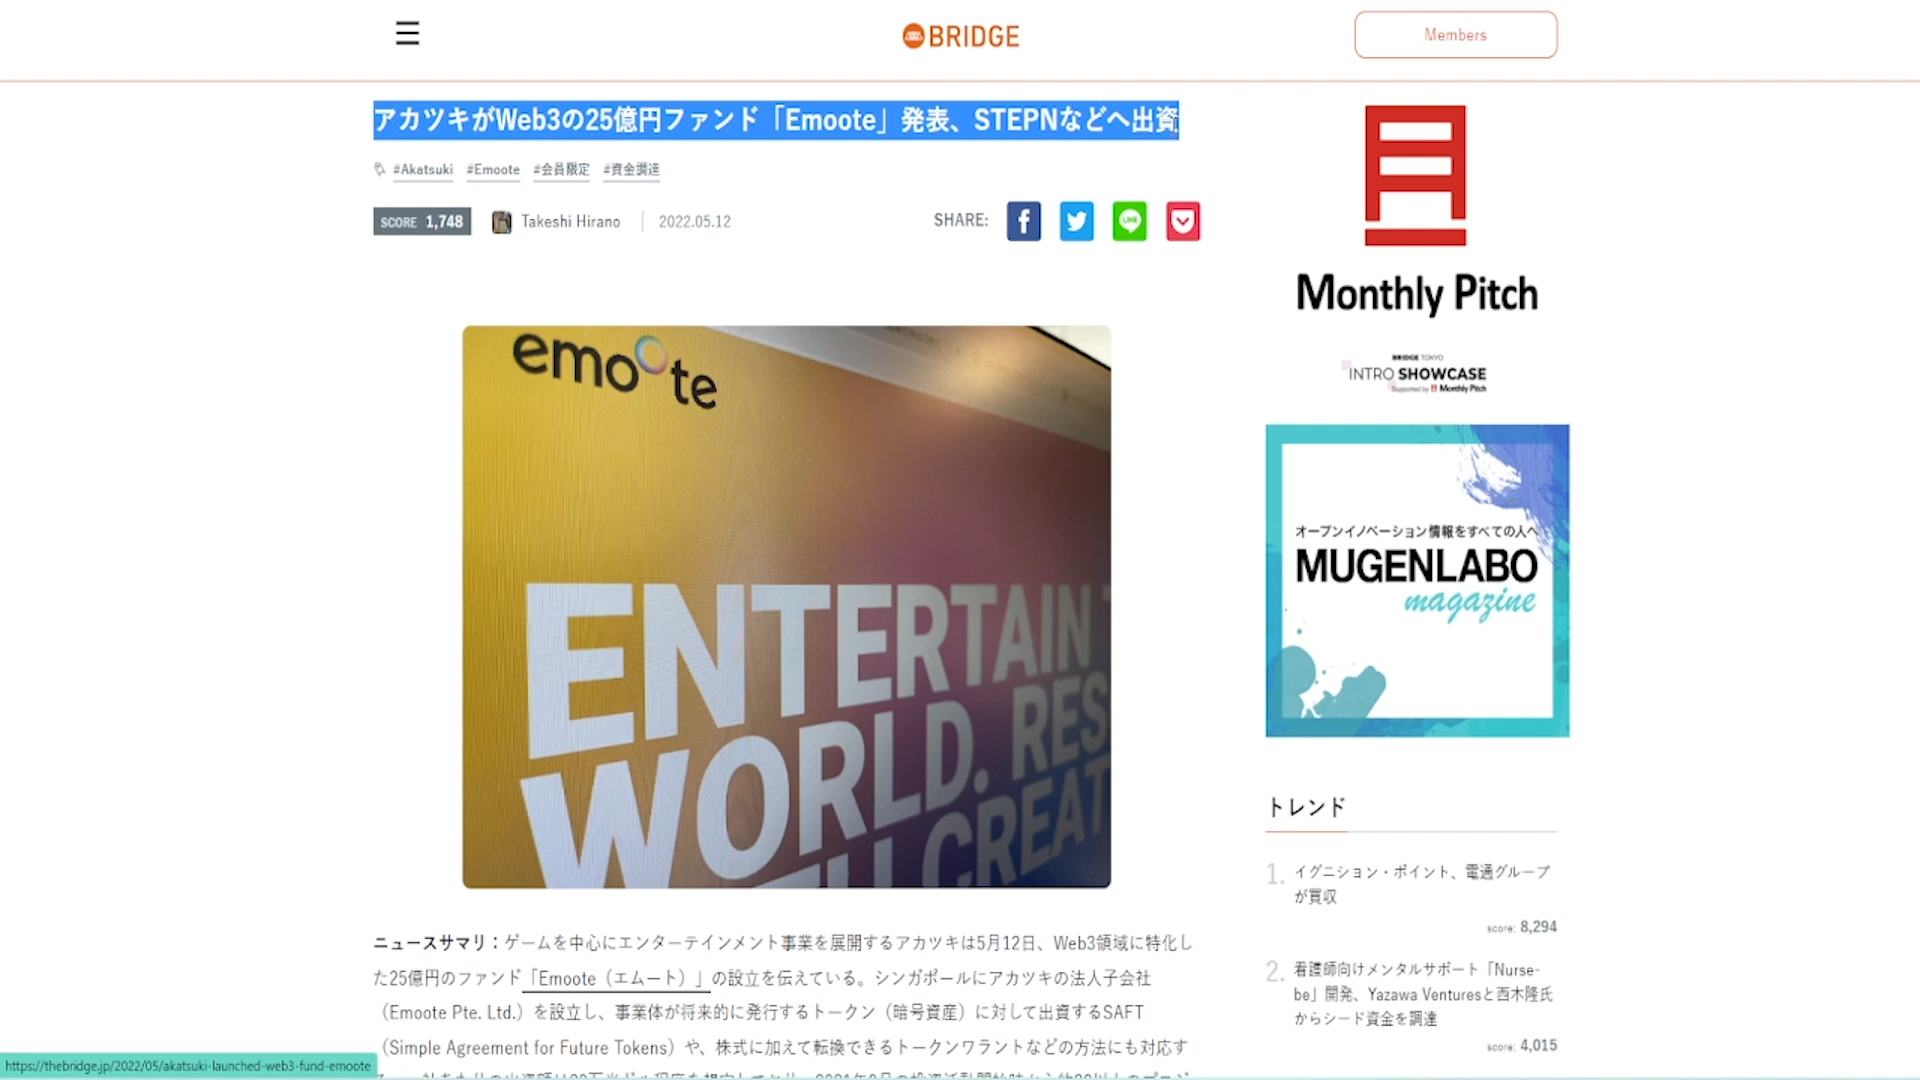 BRIDGE
Members
アカツキがWeb3の25億円ファンド「Emoote」発表、STEPNなどへ出資
#Akatsuki #Emoote #会員限定 #資金調達
SCORE 1,748 Takeshi Hirano 2022.05.12
SHARE:
LINE
emoote
ENTERTAIN
WORLD. RES
CREAT
ニュースサマリ：ゲームを中心にエンターテインメント事業を展開するアカツキは5月12日、Web3領域に特化し
た25億円のファンド「Emoote（エムート）」の設立を伝えている。シンガポールにアカツキの法人子会社
（Emoote Pte. Ltd.）を設立し、事業体が将来的に発行するトークン（暗号資産）に対して出資するSAFT
（Simple Agreement for Future Tokens）や、株式に加えて転換できるトークンワラントなどの方法にも対応す
Monthly Pitch
BRIDGE TOKYO
INTRO SHOWCASE
Supported by Monthly Pitch
オープンイノベーション情報をすべての人へ
MUGENLABO
magazine
トレンド
1. イグニション・ポイント、電通グループ
が買収
score: 8,294
2. 看護師向けメンタルサポート「Nurse-
be」開発、Yazawa Venturesと西木隆氏
からシード資金を調達
score: 4,015
https://thebridge.jp/2022/05/akatsuki-launched-web3-fund-emoote